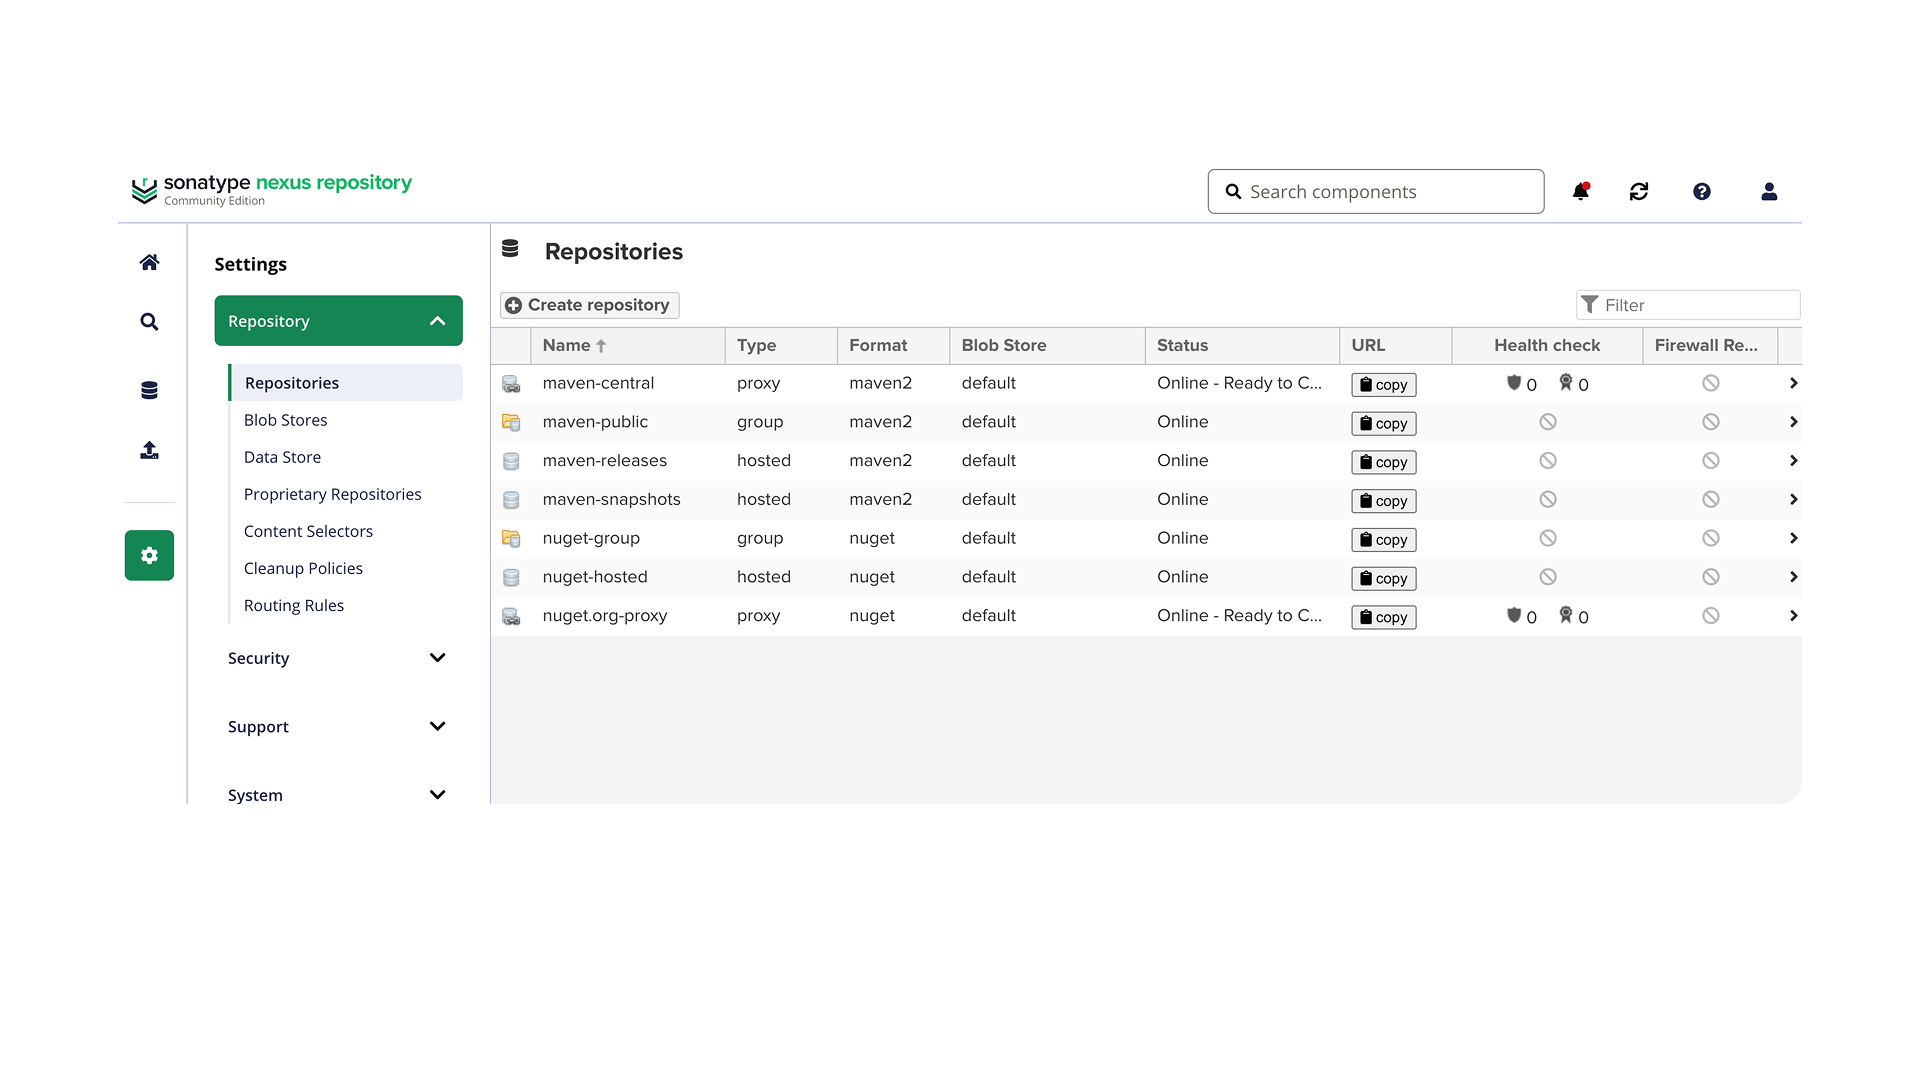 sonatype nexus repository
Community Edition
Search components
Settings
Repository
Repositories
Blob Stores
Data Store
Proprietary Repositories
Content Selectors
Cleanup Policies
Routing Rules
Security
Support
System
Repositories
Create repository
Filter
Name Type Format Blob Store Status URL Health check Firewall Re...
maven-central proxy maven2 default Online - Ready to C... copy 0 0
maven-public group maven2 default Online copy
maven-releases hosted maven2 default Online copy
maven-snapshots hosted maven2 default Online copy
nuget-group group nuget default Online copy
nuget-hosted hosted nuget default Online copy
nuget.org-proxy proxy nuget default Online - Ready to C... copy 0 0